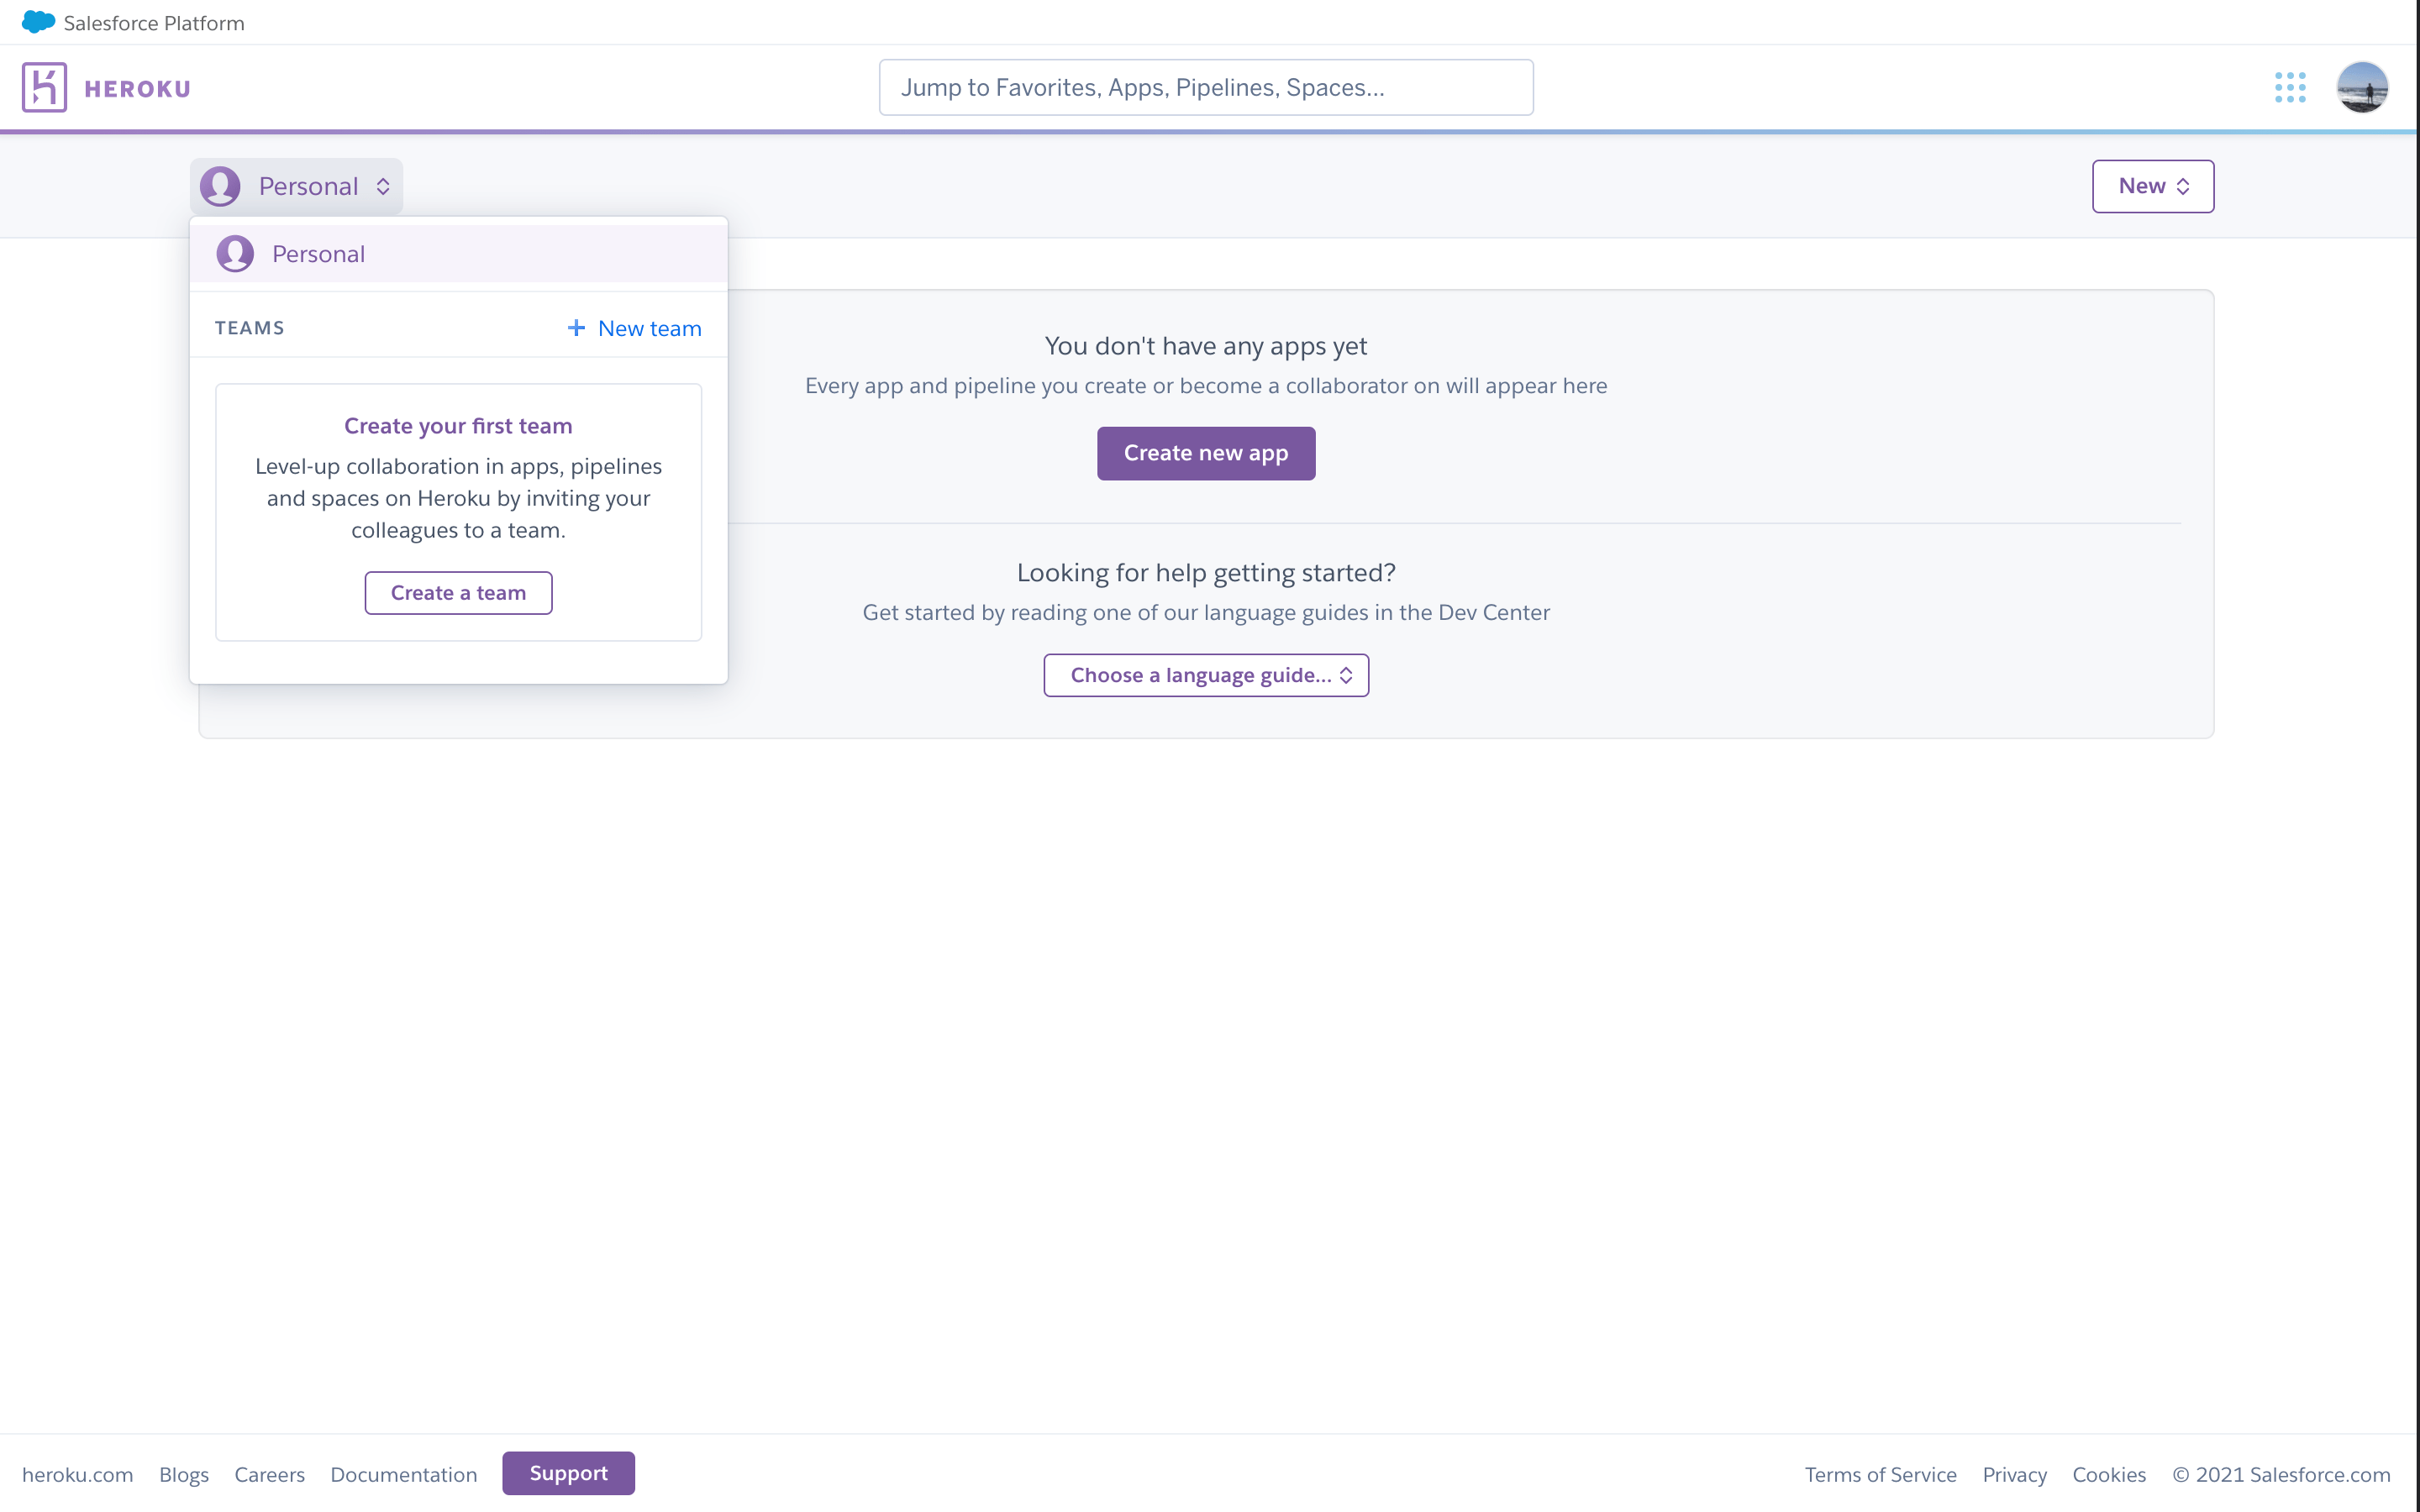 Salesforce Platform
HEROKU
Jump to Favorites, Apps, Pipelines, Spaces...
Personal
New
Personal
TEAMS
New team
Create your first team
Level-up collaboration in apps, pipelines
and spaces on Heroku by inviting your
colleagues to a team.
Create a team
You don't have any apps yet
Every app and pipeline you create or become a collaborator on will appear here
Create new app
Looking for help getting started?
Get started by reading one of our language guides in the Dev Center
Choose a language guide...
heroku.com
Blogs
Careers
Documentation
Support
Terms of Service
Privacy
Cookies
© 2021 Salesforce.com